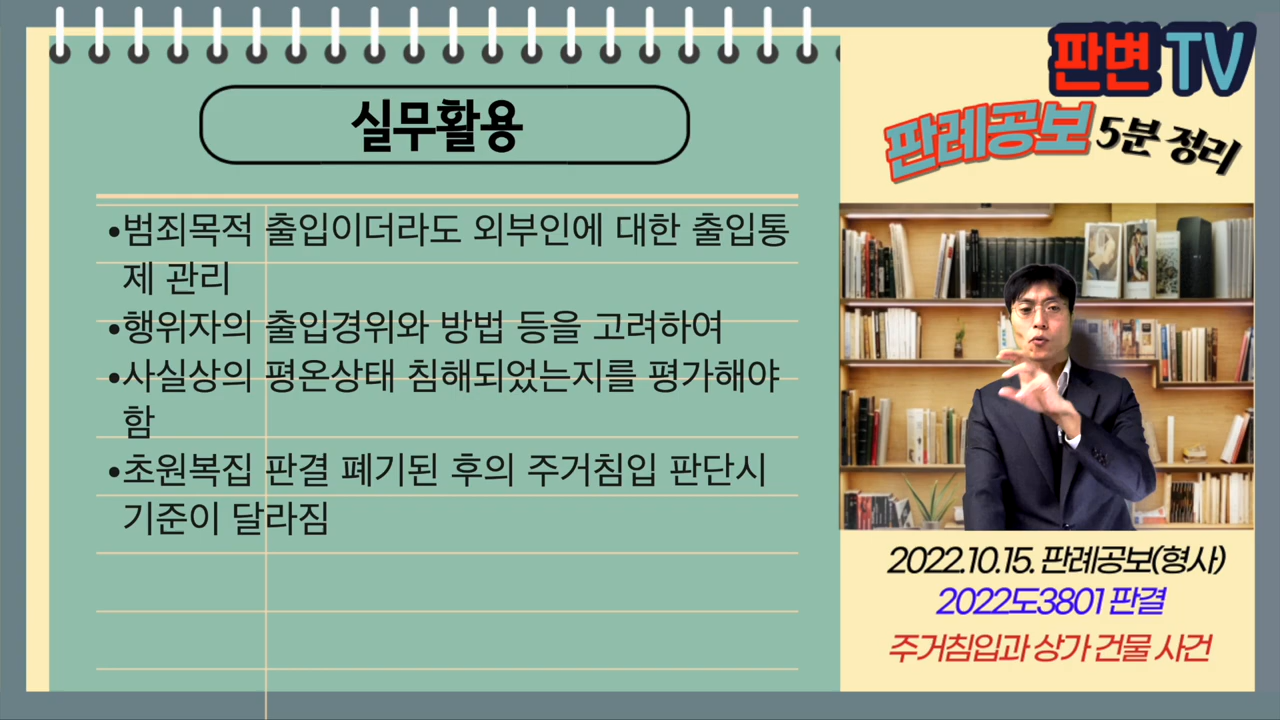 실무활용
•범죄목적 출입이더라도 외부인에 대한 출입통
제 관리
•행위자의 출입경위와 방법 등을 고려하여
•사실상의 평온상태 침해되었는지를 평가해야
함
•초원복집 판결 폐기된 후의 주거침입 판단시
기준이 달라짐
판변 TV
판례공보 5분 정리
2022.10.15. 판례공보(형사)
2022도3801 판결
주거침입과 상가 건물 사건